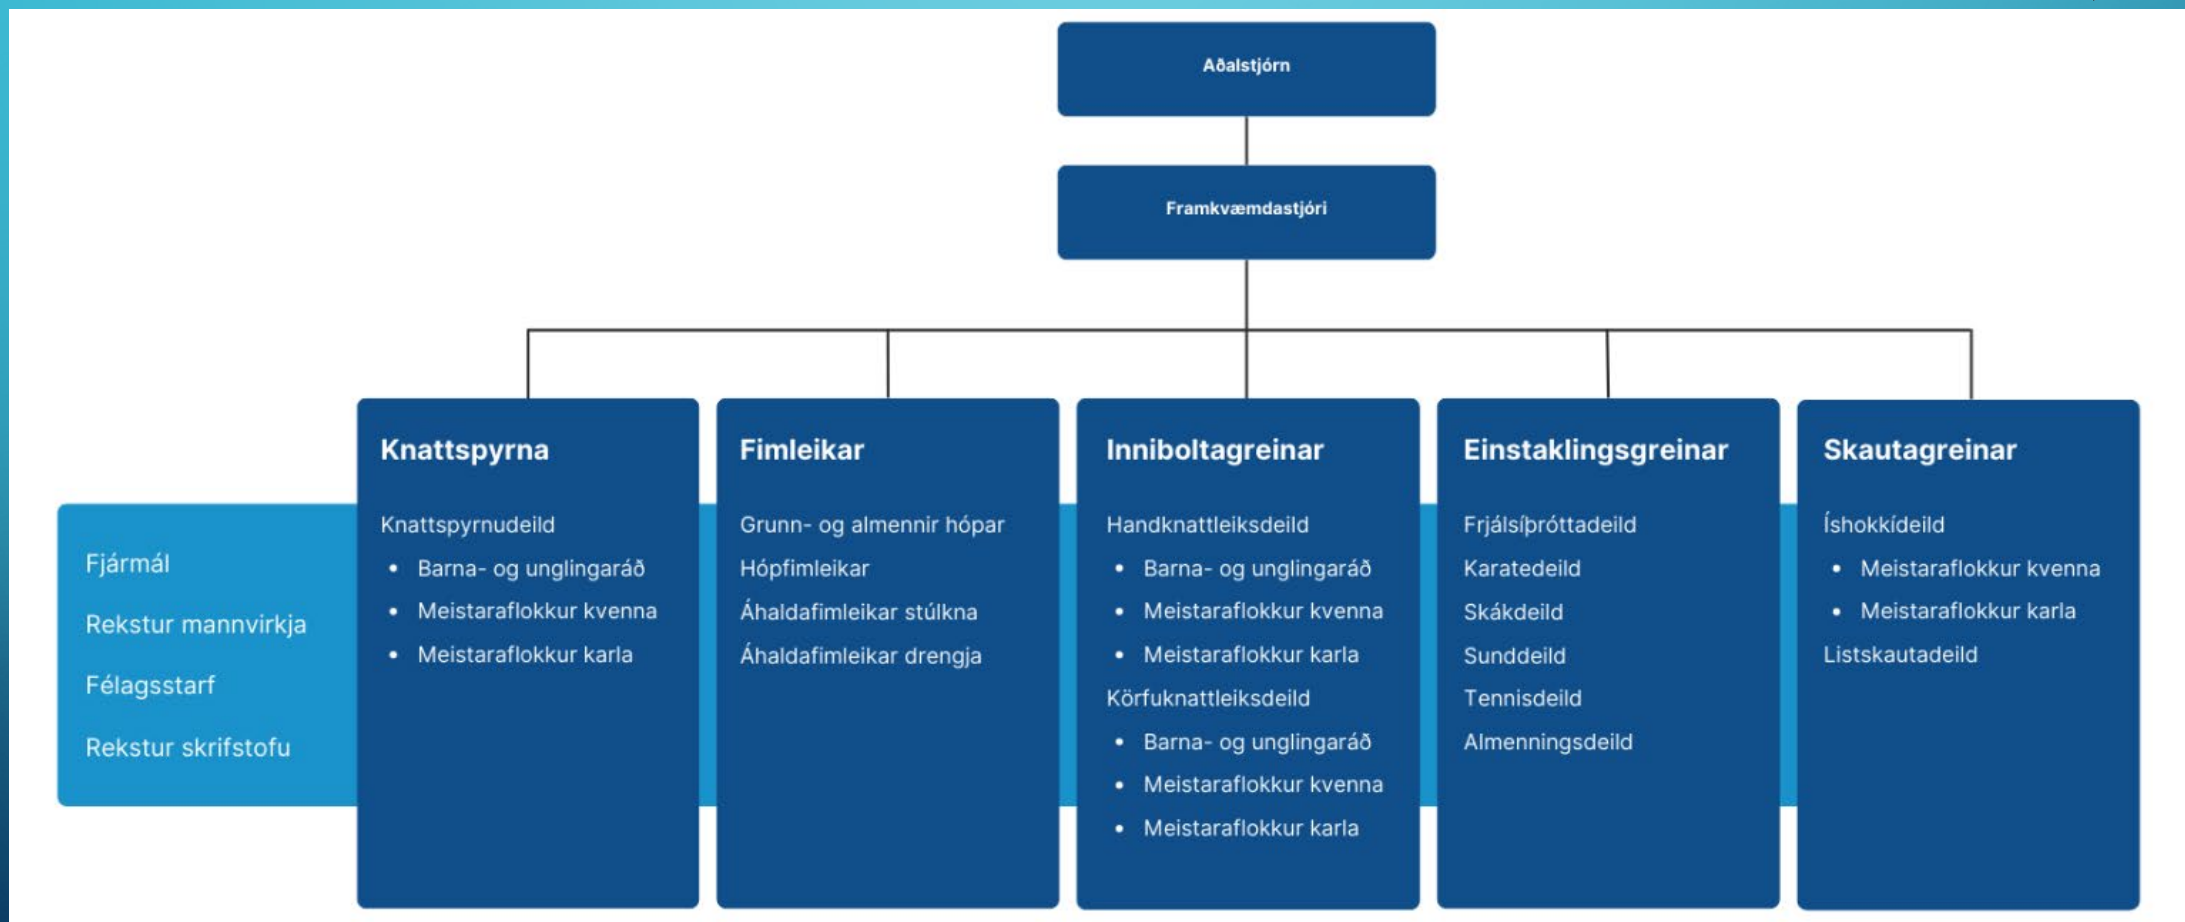 Aðalstjórn
Framkvæmdastjóri
Fjármál
Rekstur mannvirkja
Félagsstarf
Rekstur skrifstofu
Knattspyrna
Knattspyrnudeild
• Barna- og unglingaráð
• Meistaraflokkur kvenna
• Meistaraflokkur karla
Fimleikar
Grunn- og almennir hópar
Hópfimleikar
Áhaldafimleikar stúlkna
Áhaldafimleikar drengja
Inniboltagreinar
Handknattleiksdeild
• Barna- og unglingaráð
• Meistaraflokkur kvenna
• Meistaraflokkur karla
Körfuknattleiksdeild
• Barna- og unglingaráð
• Meistaraflokkur kvenna
• Meistaraflokkur karla
Einstaklingsgreinar
Frjálsíþróttadeild
Karatedeild
Skákdeild
Sunddeild
Tennisdeild
Almenningsdeild
Skautagreinar
Íshokkídeild
• Meistaraflokkur kvenna
• Meistaraflokkur karla
Listskautadeild